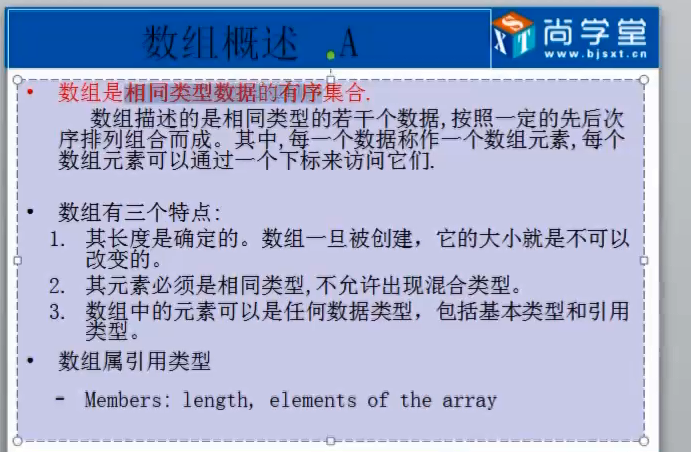 数组概述 .A
尚学堂
SXT
www.bjsxt.cn
• 数组是相同类型数据的有序集合.
数组描述的是相同类型的若干个数据,按照一定的先后次
序排列组合而成。其中,每一个数据称作一个数组元素,每个
数组元素可以通过一个下标来访问它们.
• 数组有三个特点:
1. 其长度是确定的。数组一旦被创建，它的大小就是不可以
改变的。
2. 其元素必须是相同类型,不允许出现混合类型。
3. 数组中的元素可以是任何数据类型，包括基本类型和引用
类型。
• 数组属引用类型
- Members: length, elements of the array